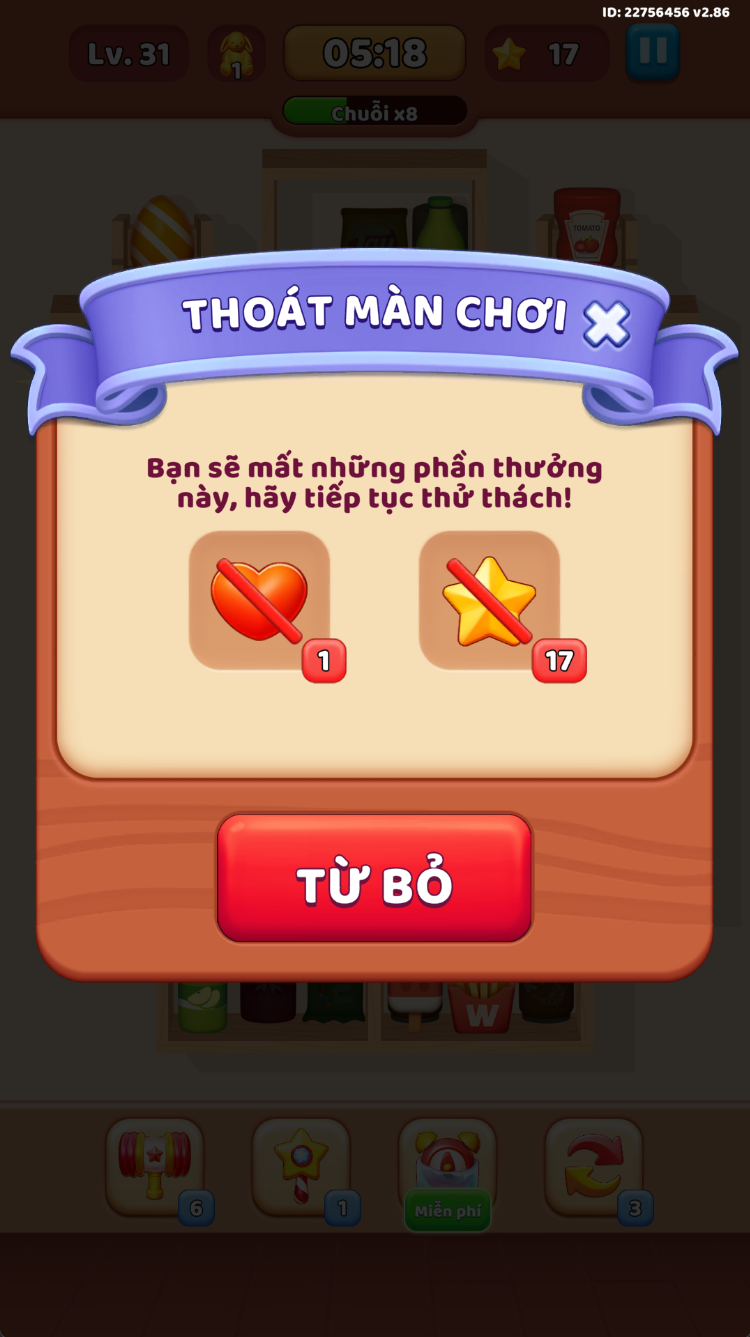 ID: 22756456 v2.86
Lv. 31
1
05:18
17
Chuỗi x8
TOMATO
THOÁT MÀN CHƠI
Bạn sẽ mất những phần thưởng
này, hãy tiếp tục thử thách!
1
17
TỪ BỎ
W
6
1
Miễn phí
3